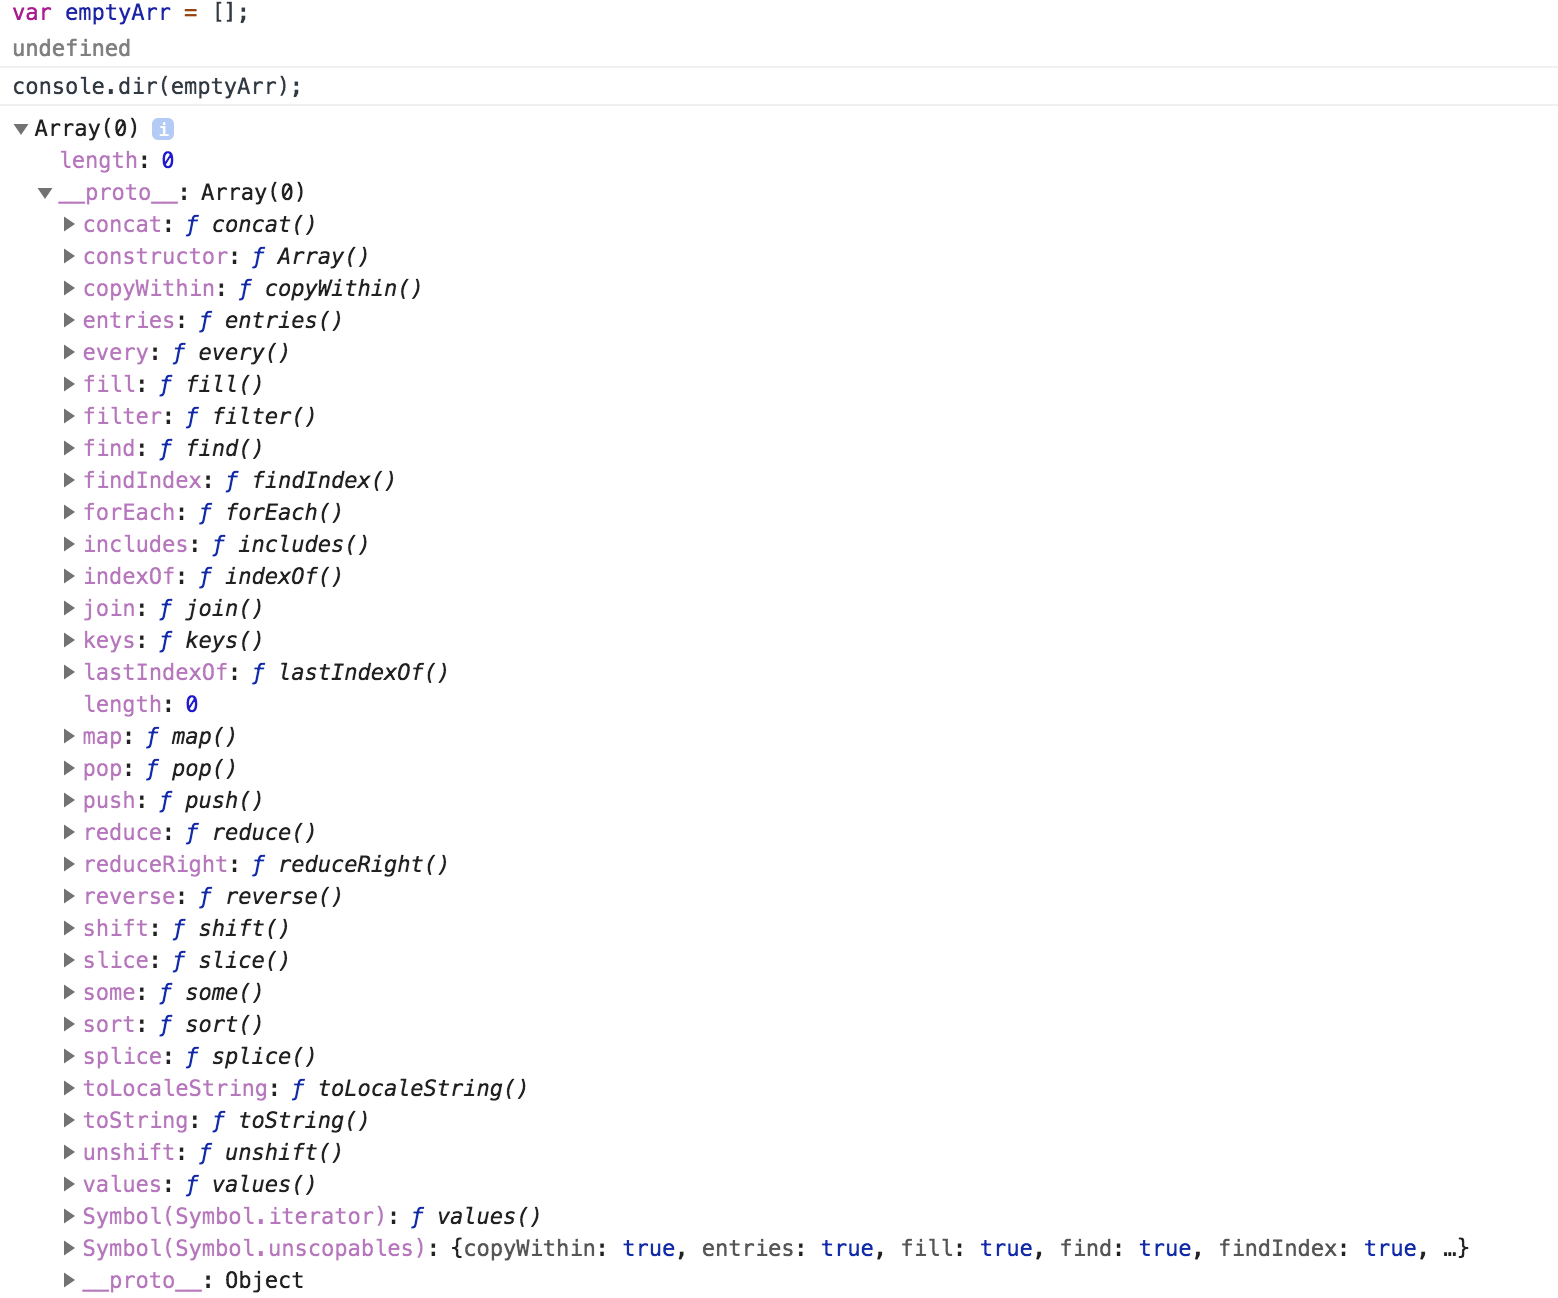 var emptyArr = [];
undefined
console.dir(emptyArr);
▼Array(0) i
length: 0
▼__proto__: Array(0)
▶concat: ƒ concat()
▶constructor: ƒ Array()
▶copyWithin: ƒ copyWithin()
▶entries: ƒ entries()
▶every: ƒ every()
▶fill: ƒ fill()
▶filter: ƒ filter()
▶find: ƒ find()
▶findIndex: ƒ findIndex()
▶forEach: ƒ forEach()
▶includes: ƒ includes()
▶indexOf: ƒ indexOf()
▶join: ƒ join()
▶keys: ƒ keys()
▶lastIndexOf: ƒ lastIndexOf()
length: 0
▶map: ƒ map()
▶pop: ƒ pop()
▶push: ƒ push()
▶reduce: ƒ reduce()
▶reduceRight: ƒ reduceRight()
▶reverse: ƒ reverse()
▶shift: ƒ shift()
▶slice: ƒ slice()
▶some: ƒ some()
▶sort: ƒ sort()
▶splice: ƒ splice()
▶toLocaleString: ƒ toLocaleString()
▶toString: ƒ toString()
▶unshift: ƒ unshift()
▶values: ƒ values()
▶Symbol(Symbol.iterator): ƒ values()
▶Symbol(Symbol.unscopables): {copyWithin: true, entries: true, fill: true, find: true, findIndex: true, …}
▶__proto__: Object